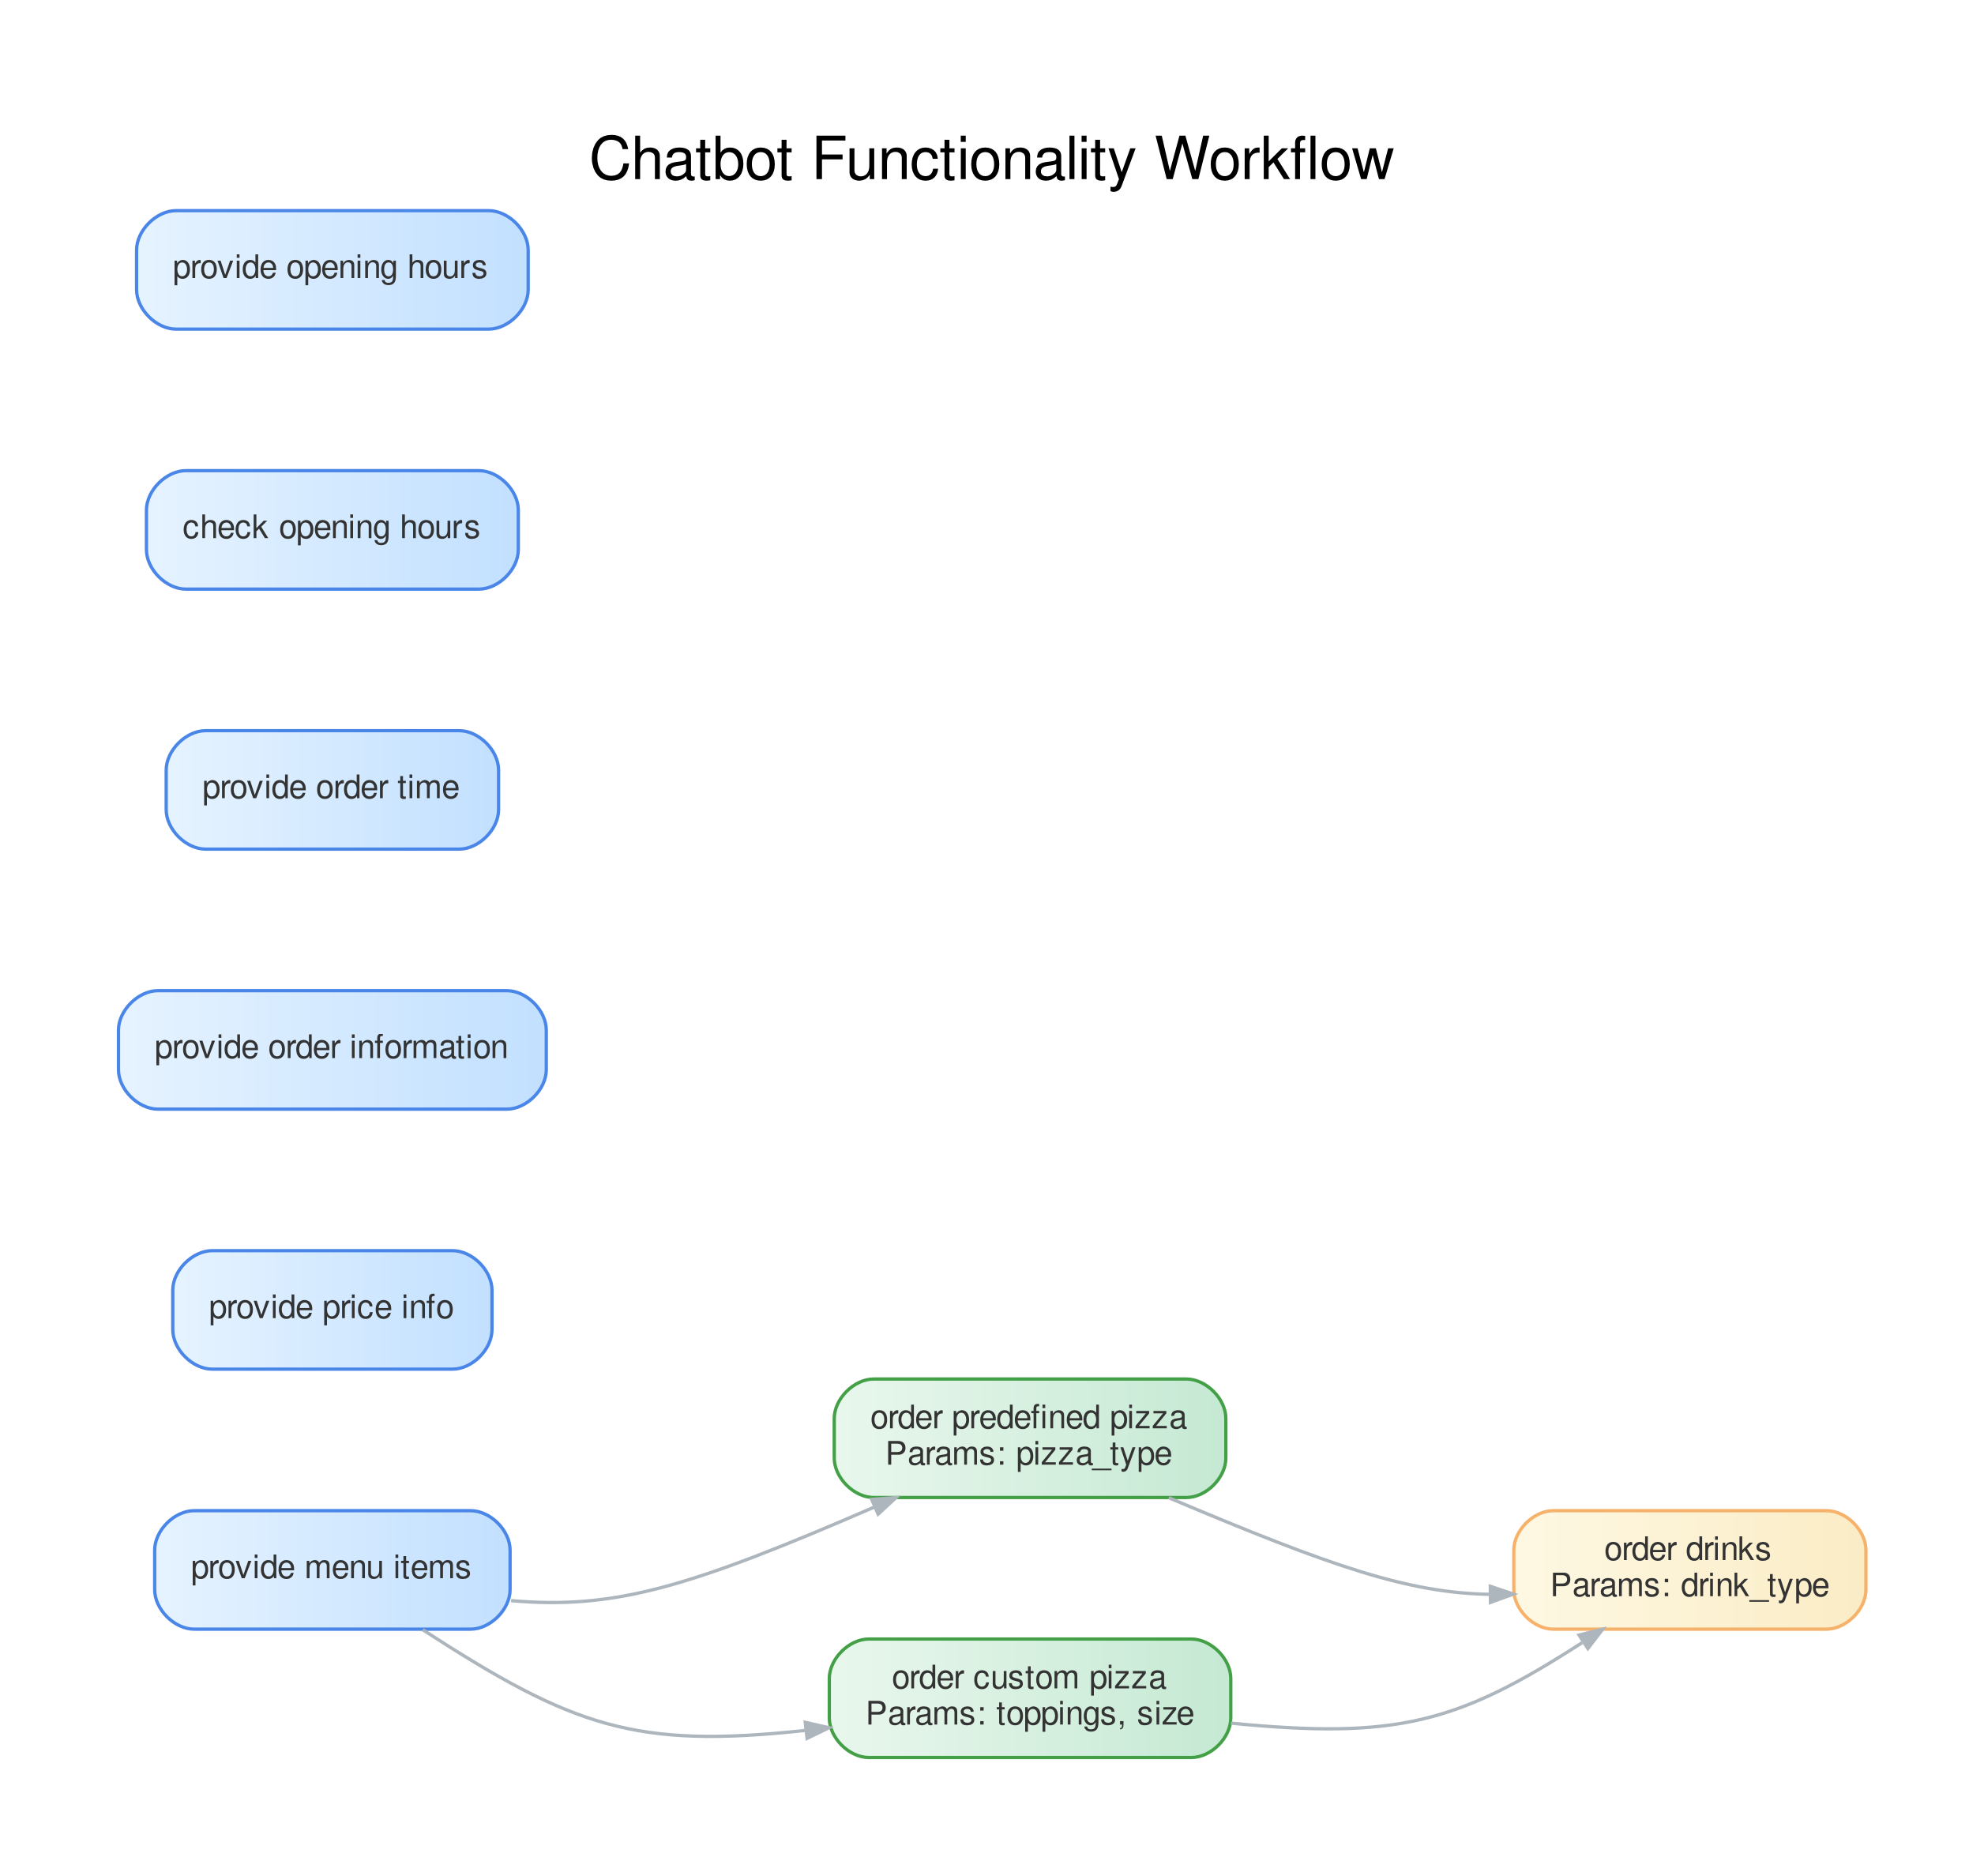 Chatbot Functionality Workflow
provide opening hours
check opening hours
provide order time
provide order information
provide price info
order predefined pizza
Params: pizza_type
provide menu items
order drinks
Params: drink_type
order custom pizza
Params: toppings, size